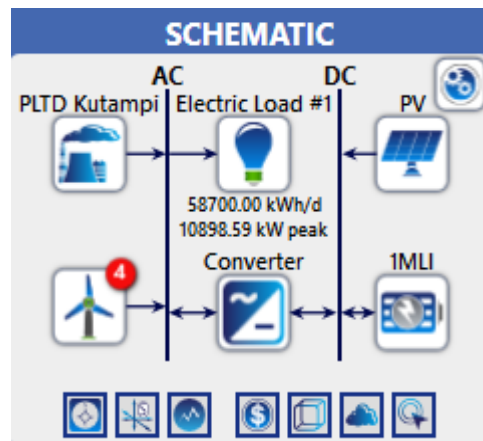 SCHEMATIC
AC DC
PLTD Kutampi Electric Load #1 PV
58700.00 kWh/d
10898.59 kW peak
Converter 1MLI
4